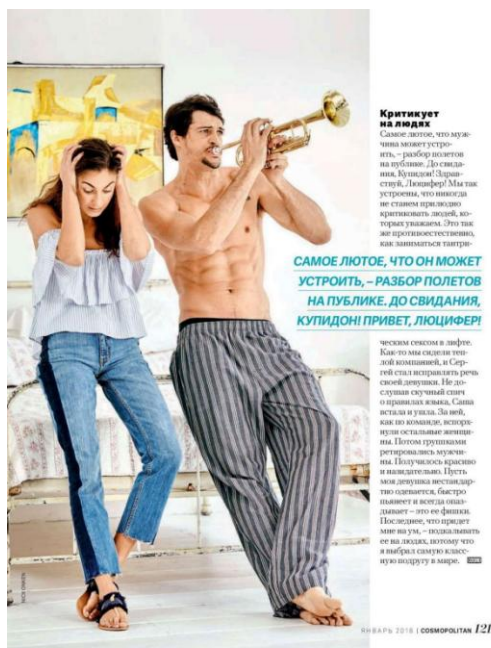 Критикует
на людях
Самое лютое, что муж-
чина может устро-
ить, – разбор полетов
на публике. До свида-
ния, Купидон! Здрав-
ствуй, Люцифер! Мы так
устроены, что никогда
не станем прилюдно
критиковать людей, ко-
торых уважаем. Это так
же противоестественно,
как заниматься тантри-
САМОЕ ЛЮТОЕ, ЧТО ОН МОЖЕТ
УСТРОИТЬ, – РАЗБОР ПОЛЕТОВ
НА ПУБЛИКЕ. ДО СВИДАНИЯ,
КУПИДОН! ПРИВЕТ, ЛЮЦИФЕР!
ческим сексом в лифте.
Как-то мы сидели теп-
лой компанией, и Сер-
гей стал исправлять речь
своей девушки. Не до-
слушав скучный спич
о правилах языка, Саша
встала и ушла. За ней,
как по команде, вспорх-
нули остальные женщи-
ны. Потом грушками
ретировались мужчи-
ны. Получилось красиво
и назидательно. Пусть
моя девушка нестандар-
тно одевается, быстро
пьянеет и всегда опаз-
дывает – это ее фишки.
Последнее, что придет
мне на ум, – подкалывать
ее на людях, потому что
я выбрал самую класс-
ную подругу в мире.
ЯНВАРЬ 2018 | COSMOPOLITAN 121